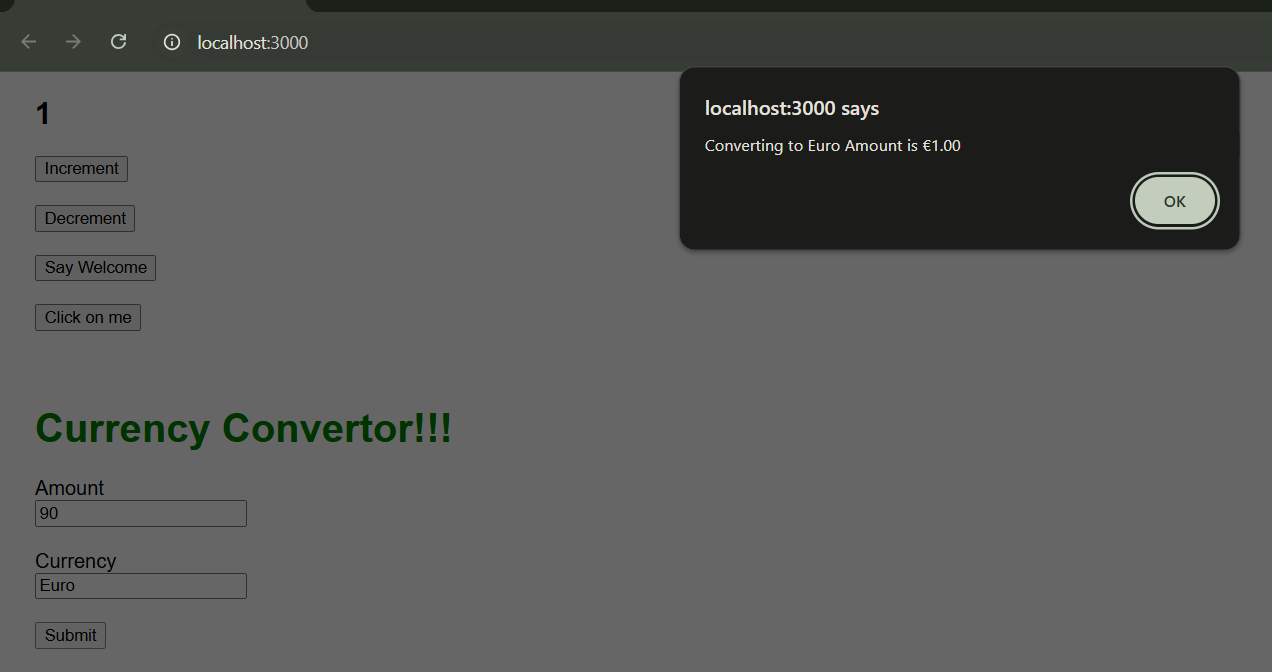 localhost:3000
localhost:3000 says
Converting to Euro Amount is €1.00
OK
1
Increment
Decrement
Say Welcome
Click on me
Currency Convertor!!!
Amount
90
Currency
Euro
Submit